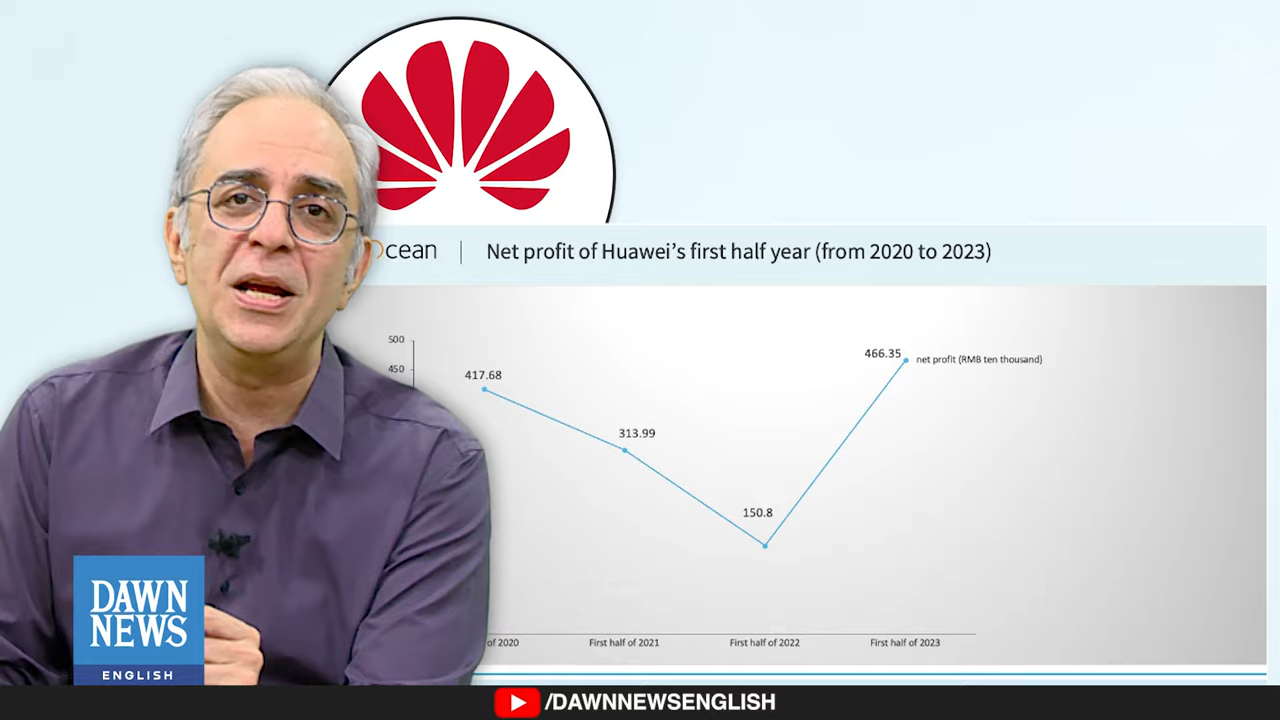 cean | Net profit of Huawei's first half year (from 2020 to 2023)
500
450
417.68
313.99
150.8
466.35
net profit (RMB ten thousand)
of 2020
First half of 2021
First half of 2022
First half of 2023
DAWN
NEWS
ENGLISH
/DAWNNEWSENGLISH